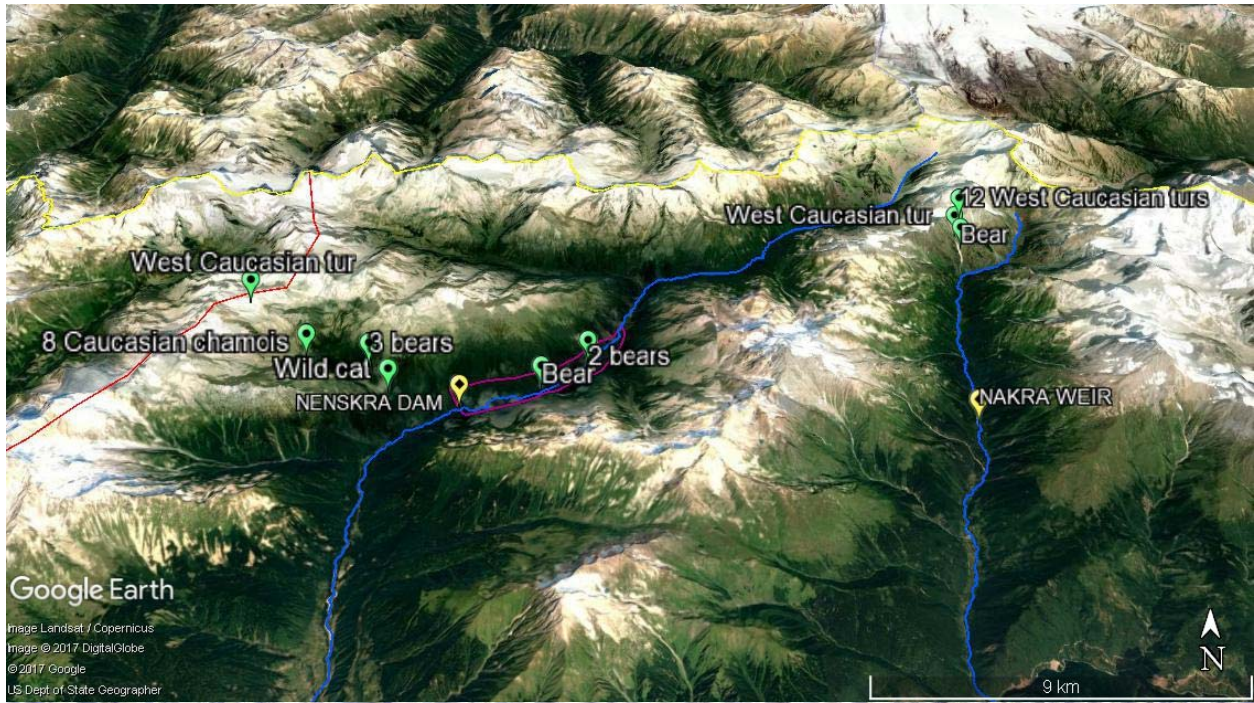 12 West Caucasian turs
West Caucasian tur
Bear
West Caucasian tur
8 Caucasian chamois
3 bears
2 bears
Wild cat
Bear
NENSKRA DAM
NAKRA WEIR
Google Earth
Image Landsat / Copernicus
Image © 2017 DigitalGlobe
© 2017 Google
US Dept of State Geographer
N
9 km